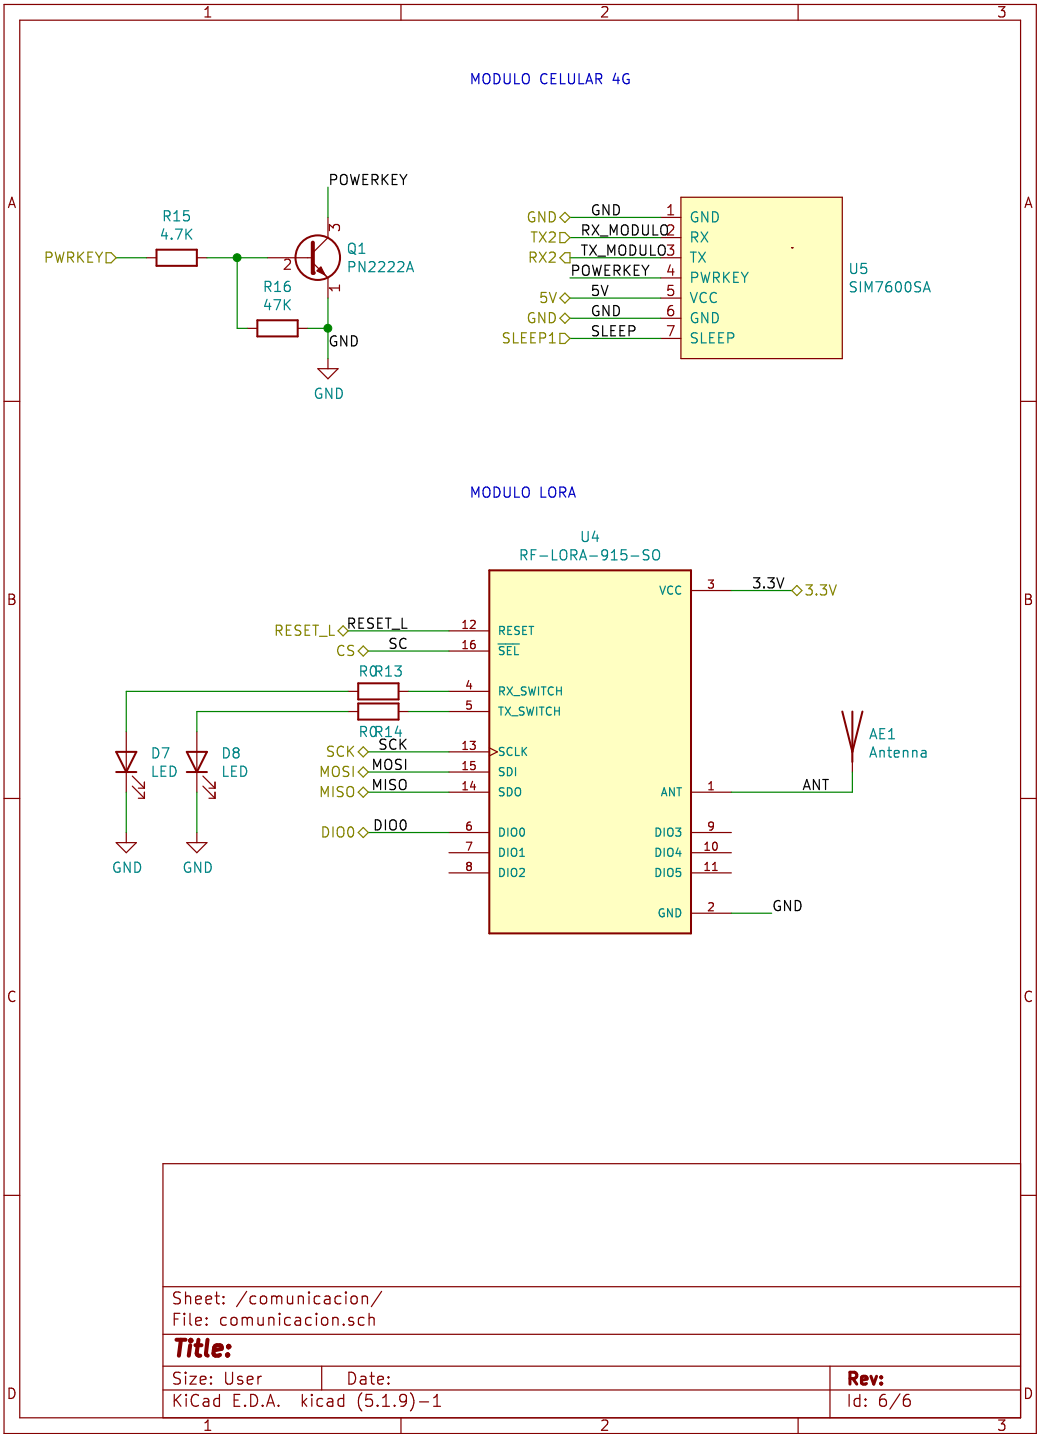 1 2 3
MODULO CELULAR 4G
A A
POWERKEY
R15
4.7K
PWRKEY
2
3
1
Q1
PN2222A
R16
47K
GND
GND
GND GND 1 GND
TX2 RX_MODULO 2 RX
RX2 TX_MODULO 3 TX
POWERKEY 4 PWRKEY
5V 5V 5 VCC
GND GND 6 GND
SLEEP1 SLEEP 7 SLEEP
U5
SIM7600SA
MODULO LORA
U4
RF-LORA-915-SO
B B
VCC 3 3.3V 3.3V
RESET_L RESET_L 12 RESET
CS SC 16 SEL
R0 R13
4 RX_SWITCH
5 TX_SWITCH
R0 R14
SCK SCK 13 SCLK
MOSI MOSI 15 SDI
MISO MISO 14 SDO
D7
LED
D8
LED
GND
GND
AE1
Antenna
ANT 1 ANT
DIO0 DIO0 6 DIO0
7 DIO1
8 DIO2
DIO3 9
DIO4 10
DIO5 11
GND 2 GND
C C
Sheet: /comunicacion/
File: comunicacion.sch
Title:
Size: User Date: Rev:
KiCad E.D.A. kicad (5.1.9)-1 Id: 6/6
D D
1 2 3